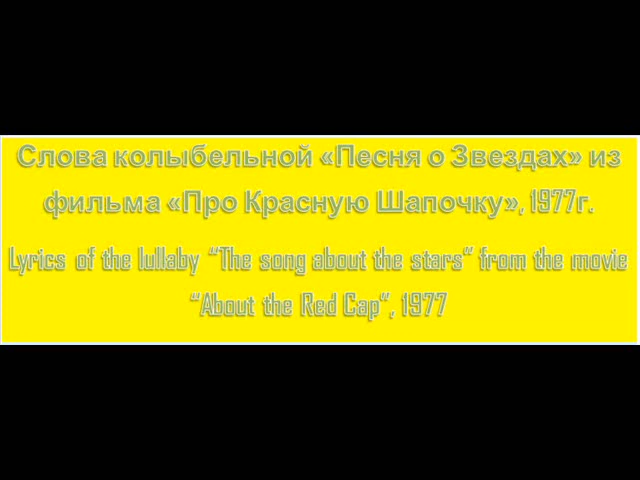 Слова колыбельной «Песня о Звездах» из
фильма «Про Красную Шапочку», 1977г.
Lyrics of the lullaby “The song about the stars” from the movie
“About the Red Cap”, 1977